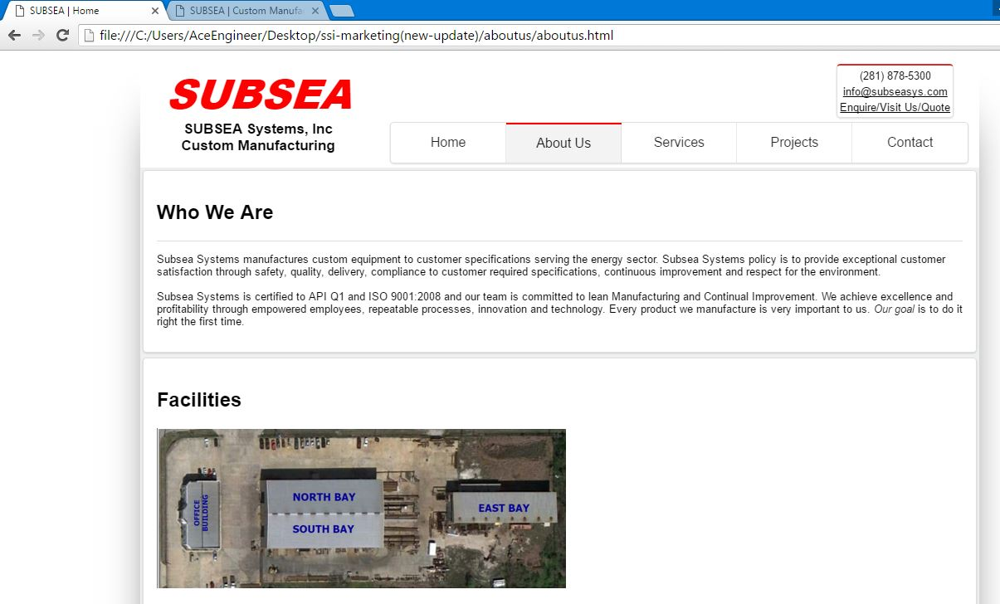 SUBSEA | Home
SUBSEA | Custom Manufa
file:///C:/Users/AceEngineer/Desktop/ssi-marketing(new-update)/aboutus/aboutus.html
SUBSEA
SUBSEA Systems, Inc
Custom Manufacturing
(281) 878-5300
info@subseasys.com
Enquire/Visit Us/Quote
Home
About Us
Services
Projects
Contact
Who We Are
Subsea Systems manufactures custom equipment to customer specifications serving the energy sector. Subsea Systems policy is to provide exceptional customer
satisfaction through safety, quality, delivery, compliance to customer required specifications, continuous improvement and respect for the environment.
Subsea Systems is certified to API Q1 and ISO 9001:2008 and our team is committed to lean Manufacturing and Continual Improvement. We achieve excellence and
profitability through empowered employees, repeatable processes, innovation and technology. Every product we manufacture is very important to us. Our goal is to do it
right the first time.
Facilities
OFFICE
BUILDING
NORTH BAY
SOUTH BAY
EAST BAY